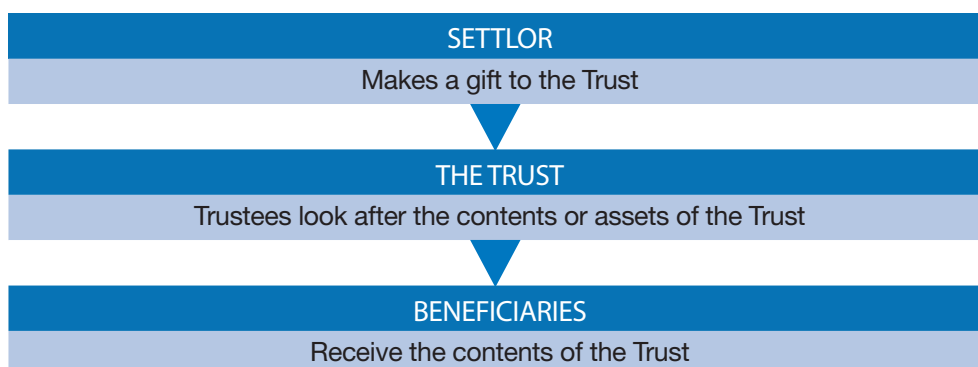 SETTLOR
Makes a gift to the Trust
THE TRUST
Trustees look after the contents or assets of the Trust
BENEFICIARIES
Receive the contents of the Trust